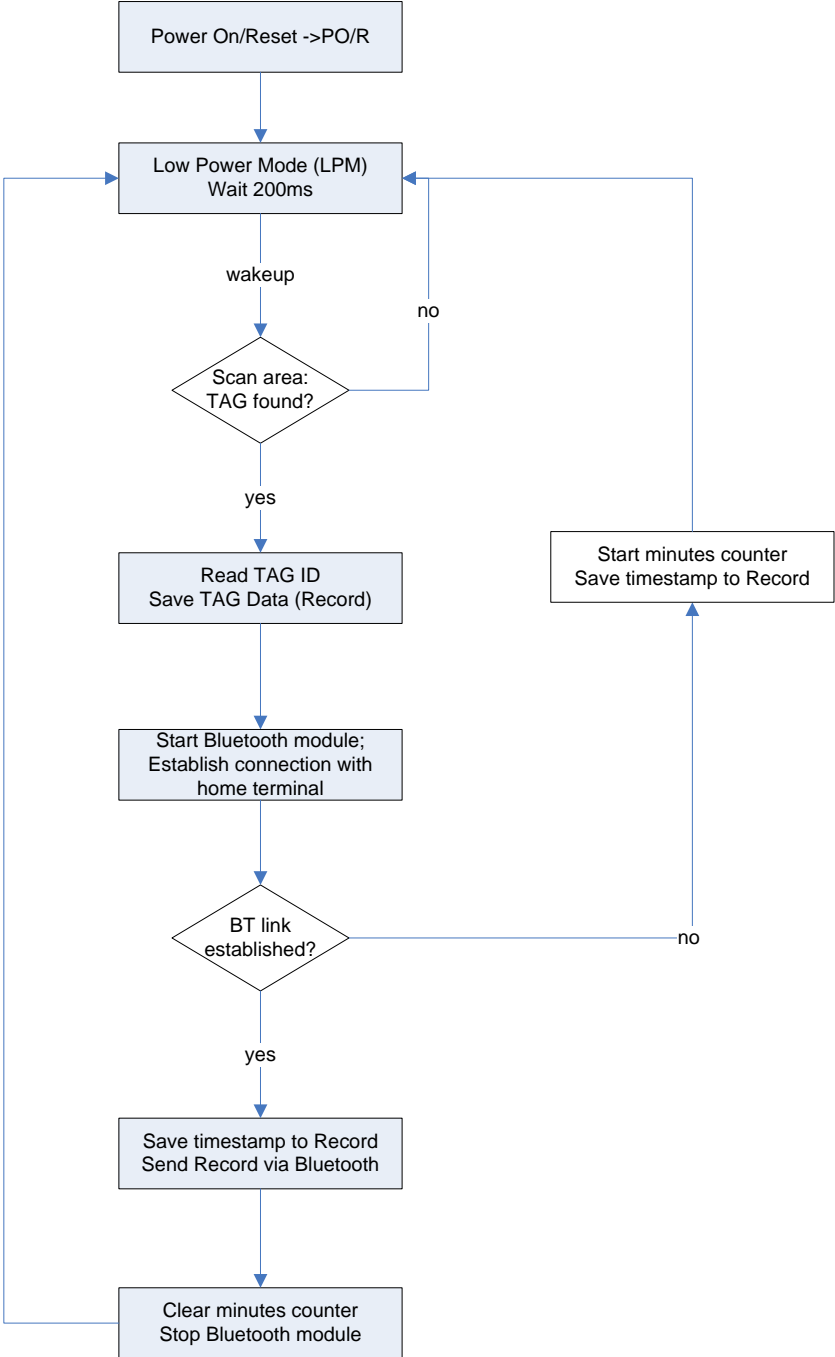 Power On/Reset ->PO/R
Low Power Mode (LPM)
Wait 200ms
wakeup
no
Scan area:
TAG found?
yes
Read TAG ID
Save TAG Data (Record)
Start minutes counter
Save timestamp to Record
Start Bluetooth module;
Establish connection with
home terminal
BT link
established?
no
yes
Save timestamp to Record
Send Record via Bluetooth
Clear minutes counter
Stop Bluetooth module